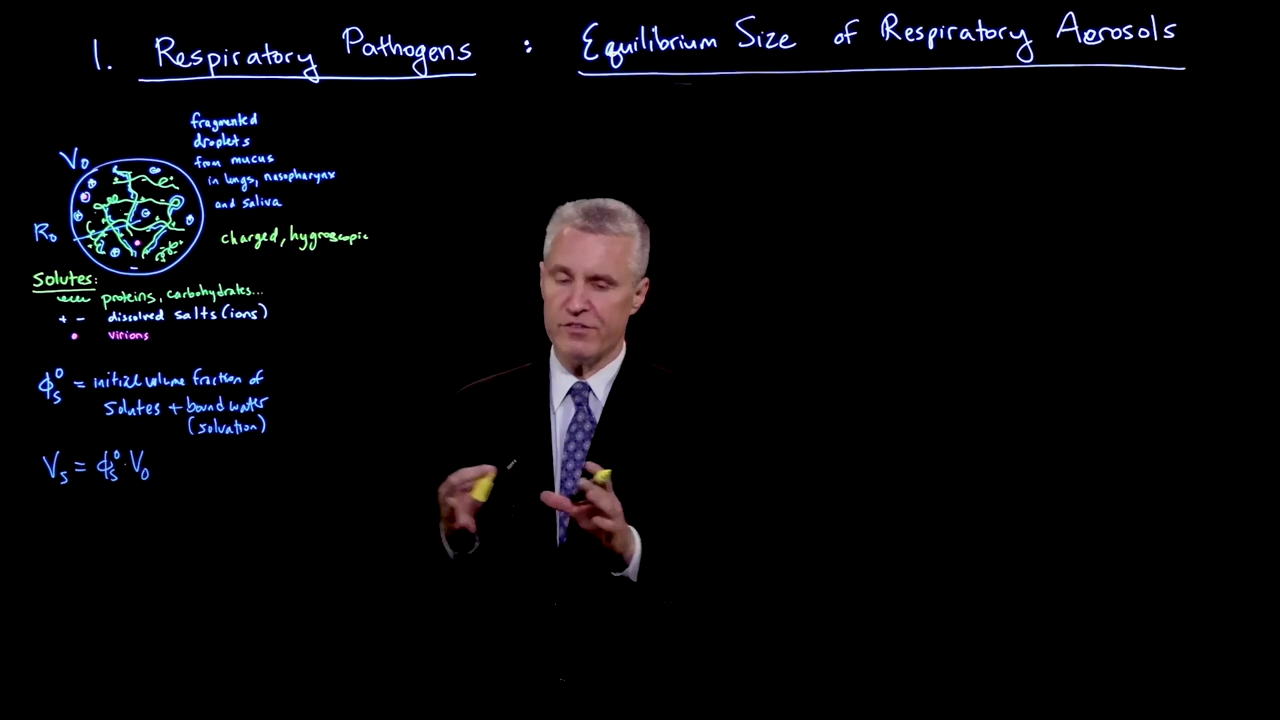 1. Respiratory Pathogens : Equilibrium Size of Respiratory Aerosols
fragmented
droplets
from mucus
in lungs, nasopharynx
and saliva
V₀
R₀
charged, hygroscopic
Solutes:
proteins, carbohydrates...
+ - dissolved salts (ions)
virions
ϕₛ⁰ = initial volume fraction of
solutes + bound water
(solvation)
Vₛ = ϕₛ⁰ · V₀